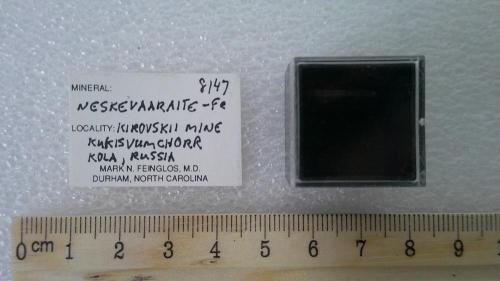 MINERAL: 8147
NESKEVAARAITE-Fe
LOCALITY: KIROVSKII MINE
KUKISVUMCHORR
KOLA, RUSSIA
MARK N. FEINGLOS, M.D.
DURHAM, NORTH CAROLINA
0 cm 1 2 3 4 5 6 7 8 9 1